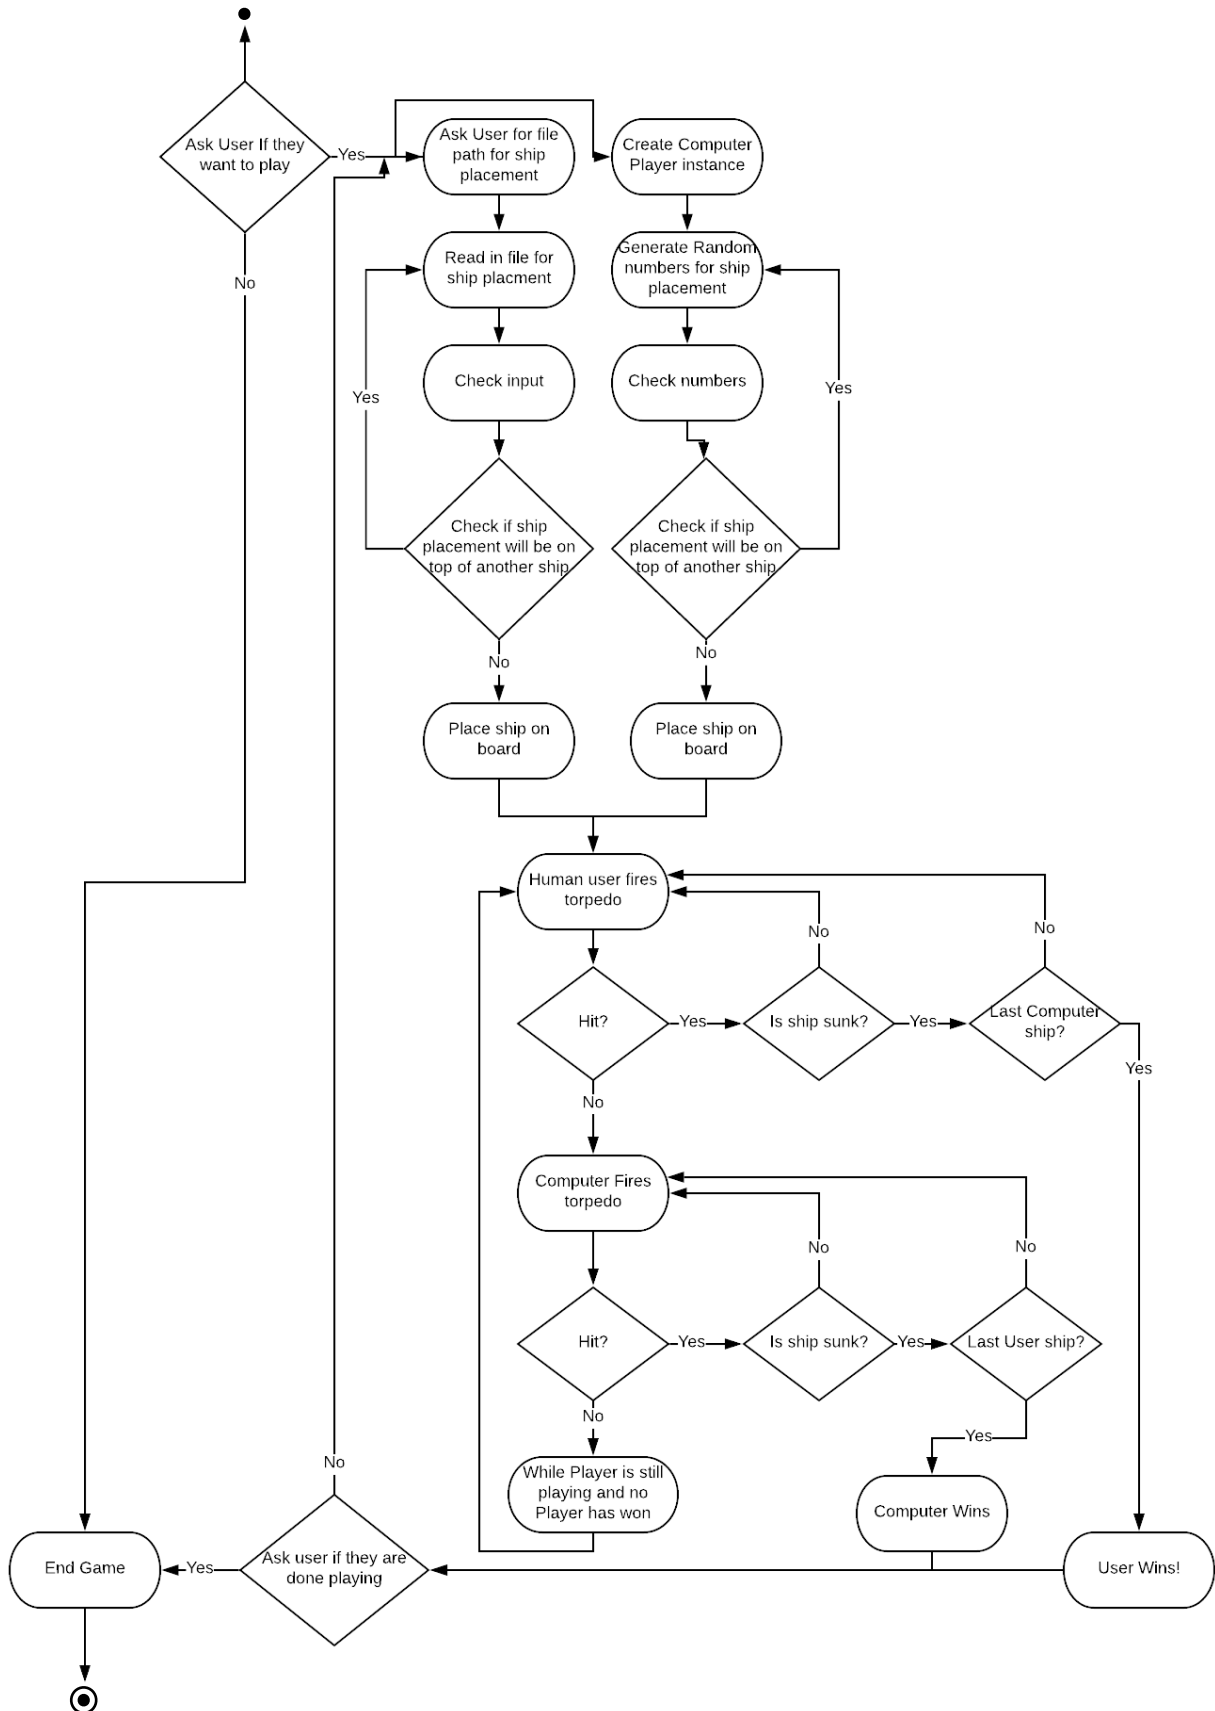 Ask User If they
want to play
Yes
No
Ask User for file
path for ship
placement
Create Computer
Player instance
Read in file for
ship placment
Generate Random
numbers for ship
placement
Check input
Check numbers
Yes
Yes
Check if ship
placement will be on
top of another ship
Check if ship
placement will be on
top of another ship
No
No
Place ship on
board
Place ship on
board
Human user fires
torpedo
No
No
Hit?
Yes
Is ship sunk?
Yes
Last Computer
ship?
Yes
No
Computer Fires
torpedo
No
No
Hit?
Yes
Is ship sunk?
Yes
Last User ship?
No
Yes
While Player is still
playing and no
Player has won
No
Computer Wins
End Game
Yes
Ask user if they are
done playing
User Wins!